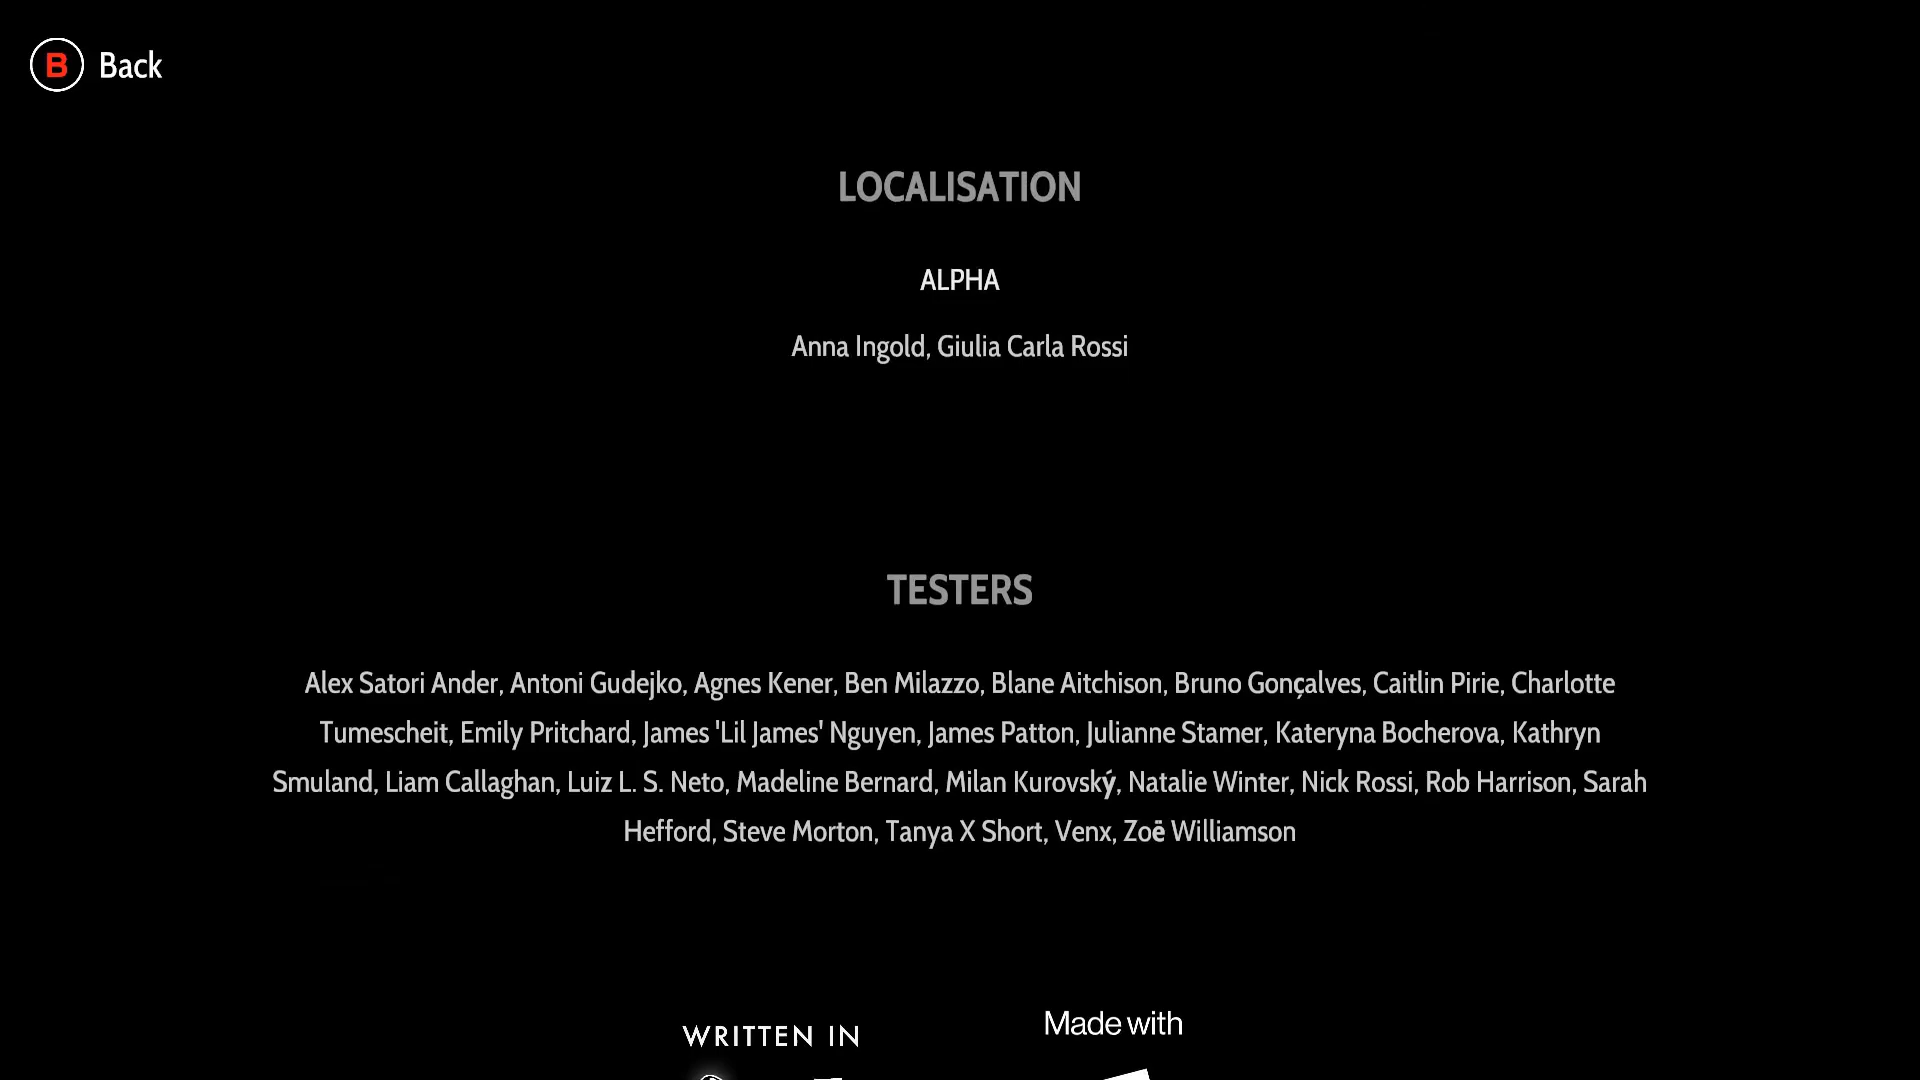 B Back
LOCALISATION
ALPHA
Anna Ingold, Giulia Carla Rossi
TESTERS
Alex Satori Ander, Antoni Gudejko, Agnes Kener, Ben Milazzo, Blane Aitchison, Bruno Gonçalves, Caitlin Pirie, Charlotte
Tumescheit, Emily Pritchard, James 'Lil James' Nguyen, James Patton, Julianne Stamer, Kateryna Bocherova, Kathryn
Smuland, Liam Callaghan, Luiz L. S. Neto, Madeline Bernard, Milan Kurovský, Natalie Winter, Nick Rossi, Rob Harrison, Sarah
Hefford, Steve Morton, Tanya X Short, Venx, Zoë Williamson
WRITTEN IN
Made with